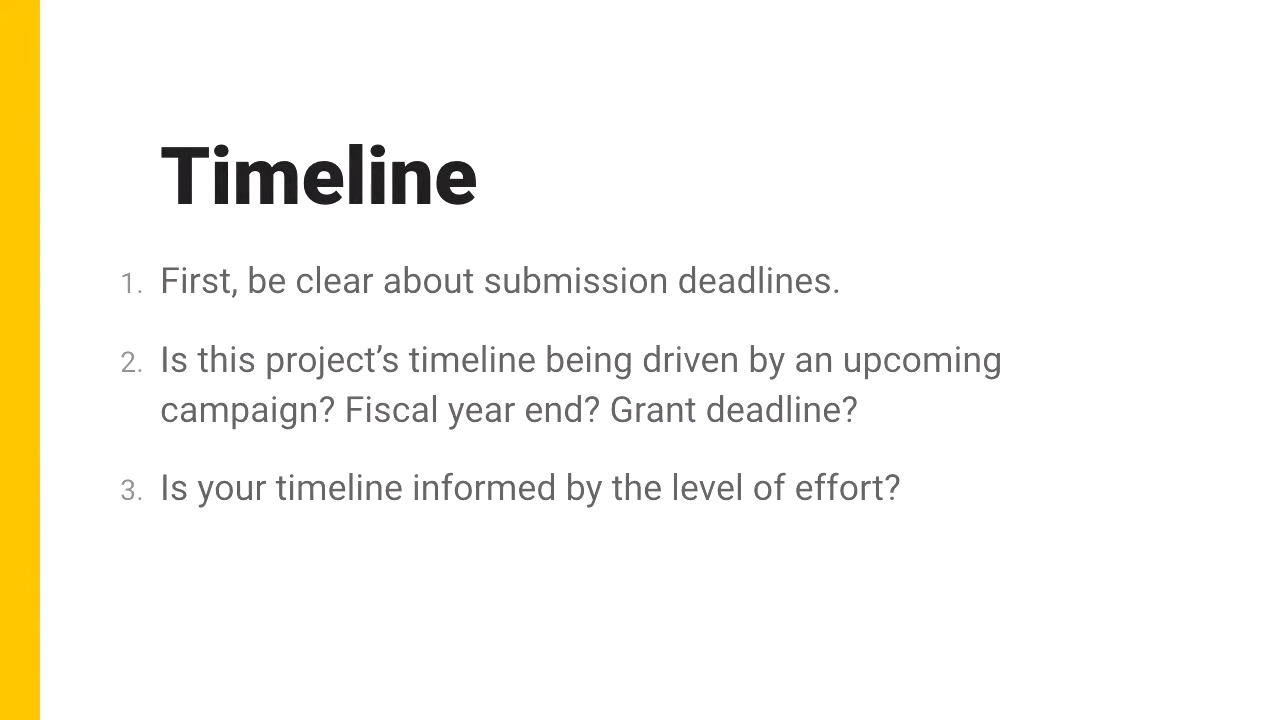 Timeline
1. First, be clear about submission deadlines.
2. Is this project’s timeline being driven by an upcoming
campaign? Fiscal year end? Grant deadline?
3. Is your timeline informed by the level of effort?